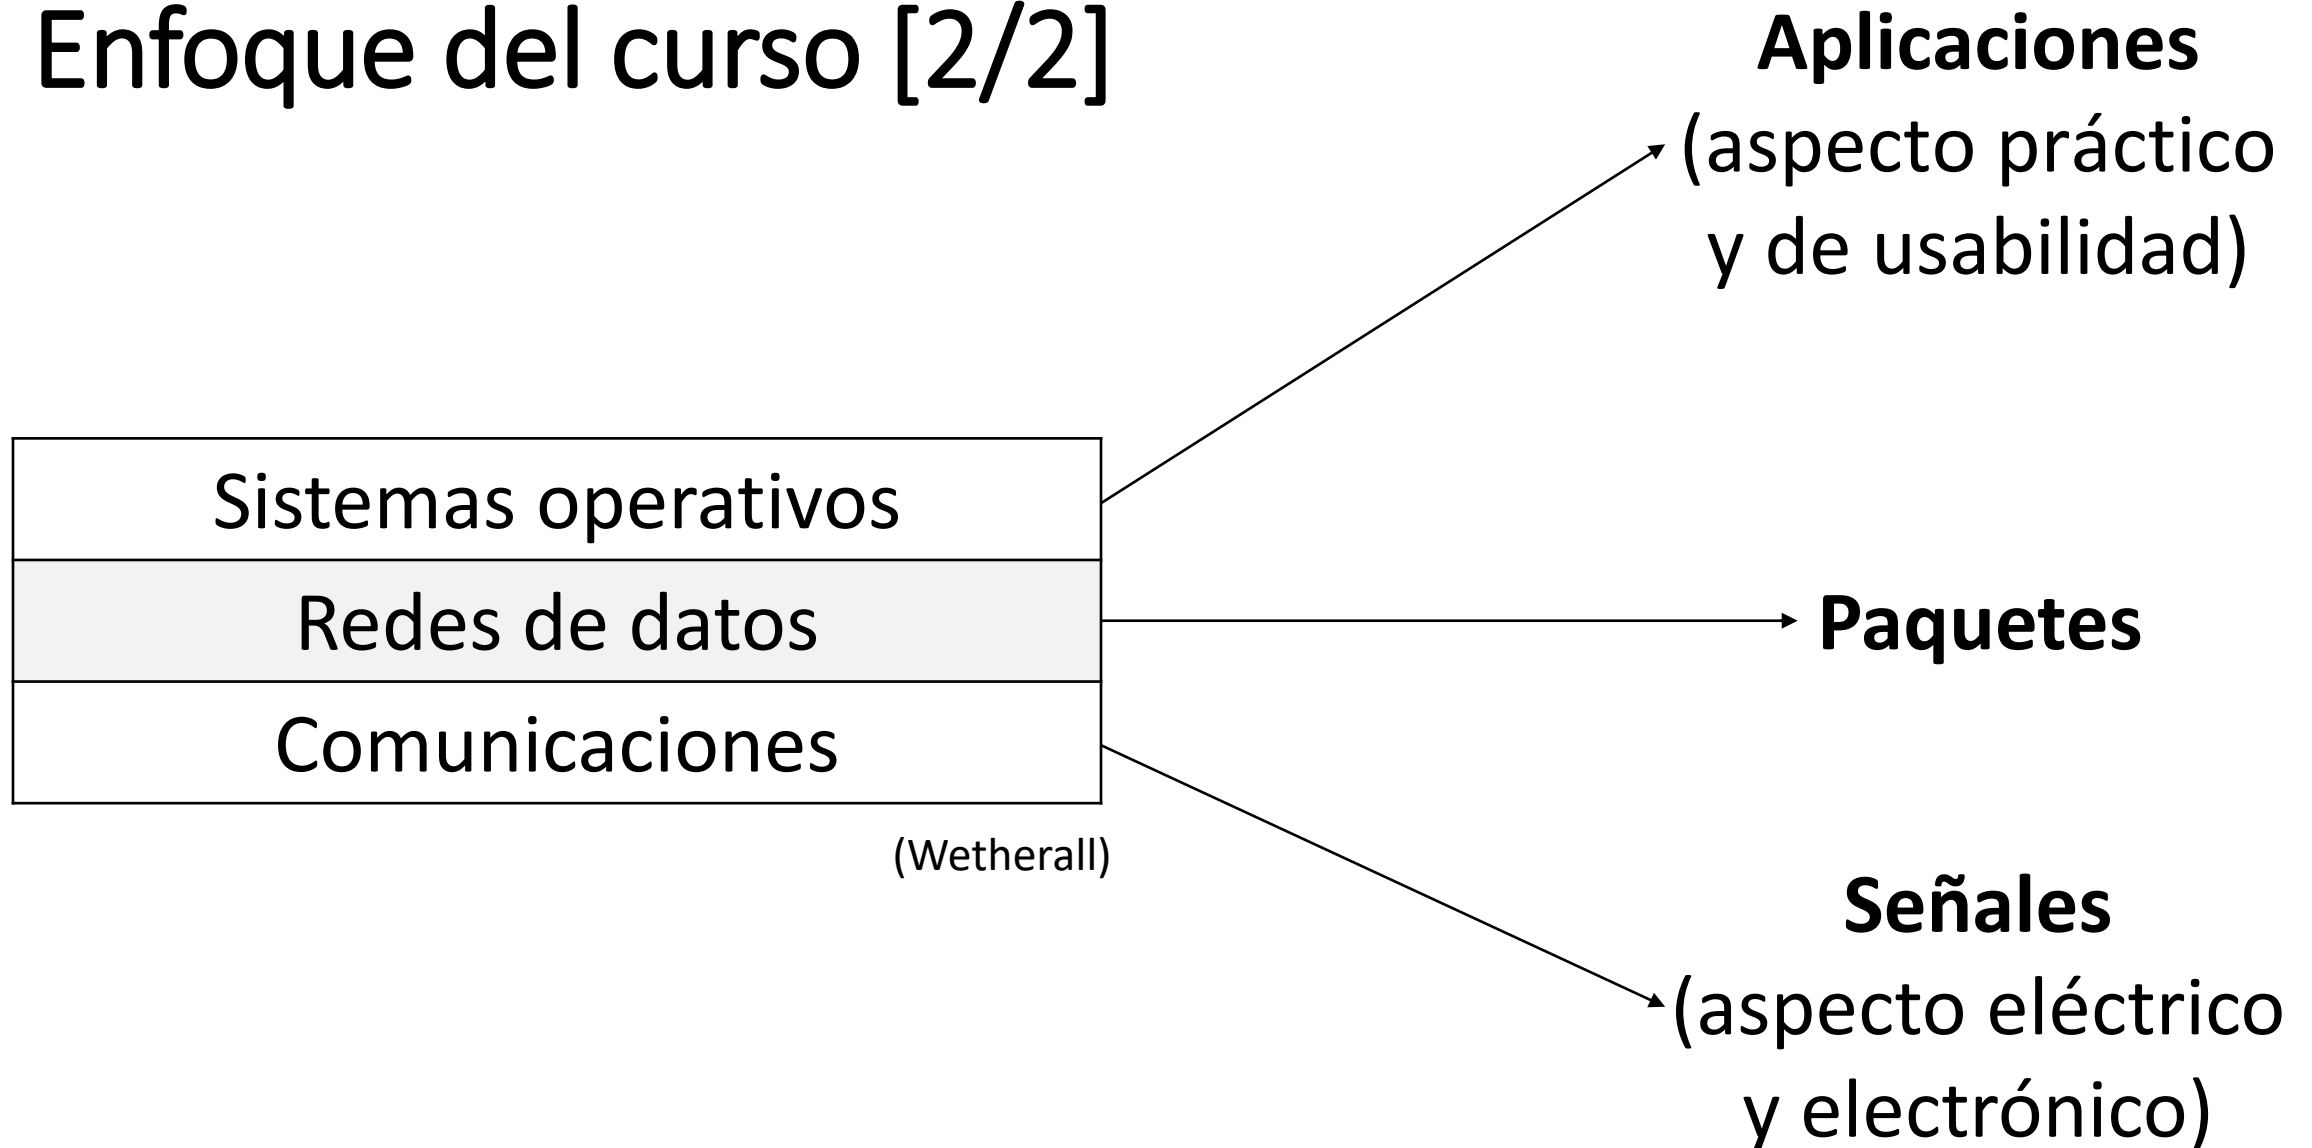 Enfoque del curso [2/2]
Aplicaciones
(aspecto práctico
y de usabilidad)
Sistemas operativos
Redes de datos
Comunicaciones
(Wetherall)
Paquetes
Señales
(aspecto eléctrico
y electrónico)